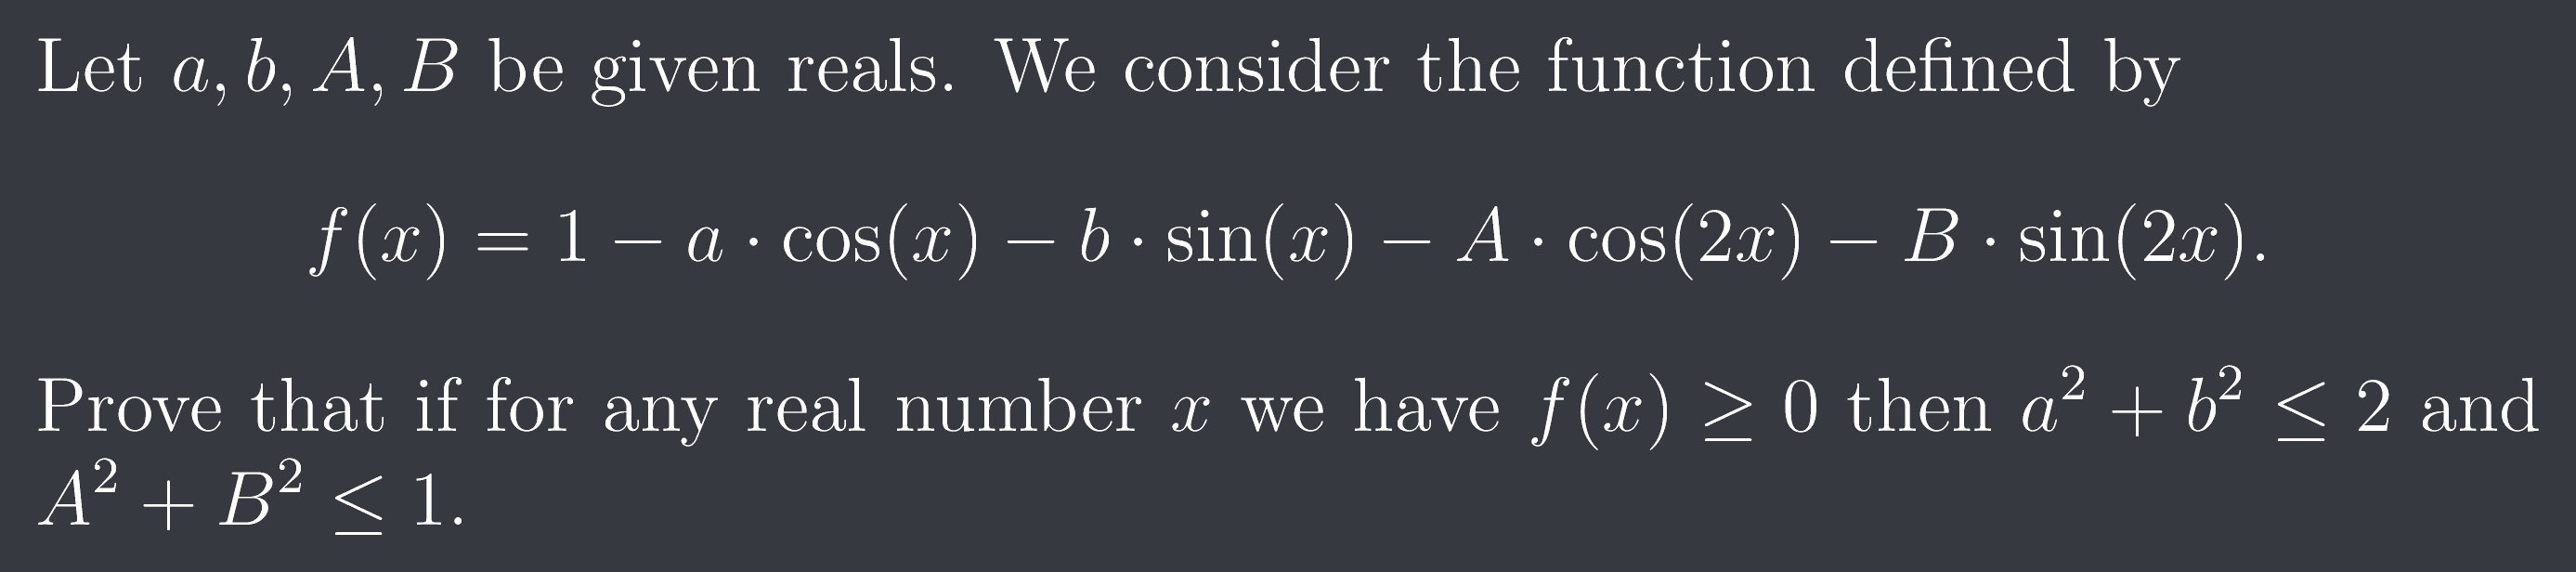 Let a, b, A, B be given reals. We consider the function defined by
f(x) = 1 − a · cos(x) − b · sin(x) − A · cos(2x) − B · sin(2x).
Prove that if for any real number x we have f(x) ≥ 0 then a² + b² ≤ 2 and
A² + B² ≤ 1.